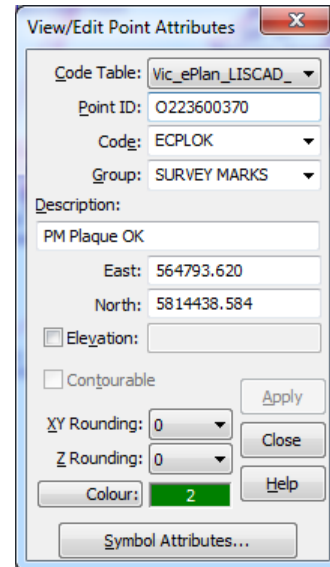 View/Edit Point Attributes
Code Table: Vic_ePlan_LISCAD_
Point ID: O223600370
Code: ECPLOK
Group: SURVEY MARKS
Description:
PM Plaque OK
East: 564793.620
North: 5814438.584
Elevation:
Contourable
Apply
XY Rounding: 0
Close
Z Rounding: 0
Help
Colour: 2
Symbol Attributes...